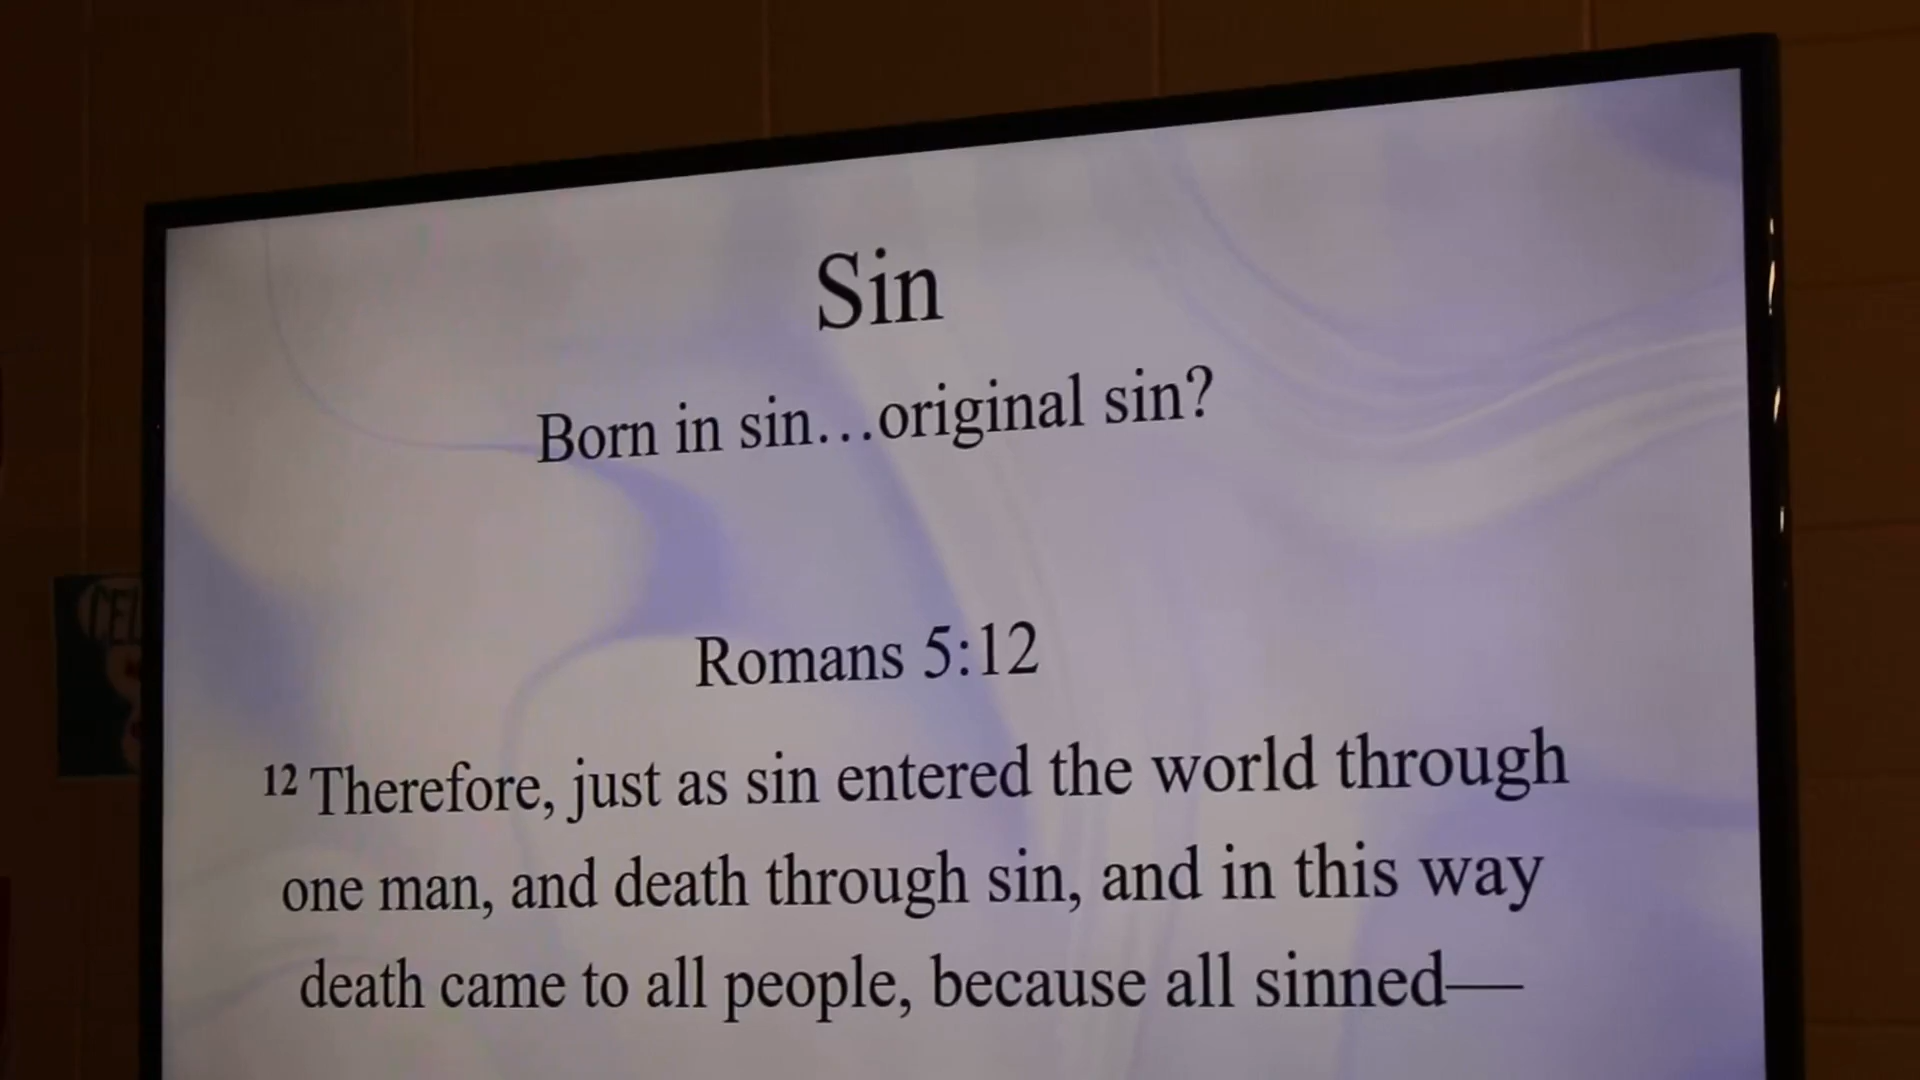 Sin
Born in sin…original sin?
Romans 5:12
12 Therefore, just as sin entered the world through
one man, and death through sin, and in this way
death came to all people, because all sinned—